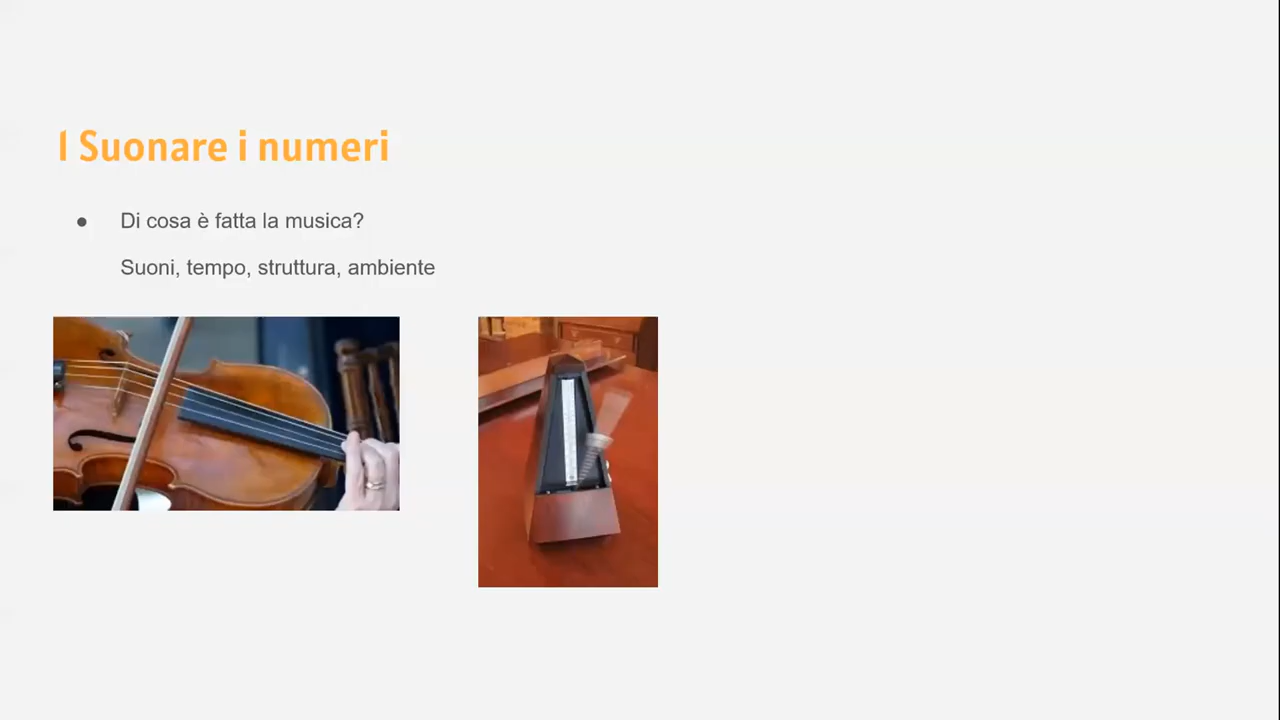 I Suonare i numeri
● Di cosa è fatta la musica?
Suoni, tempo, struttura, ambiente